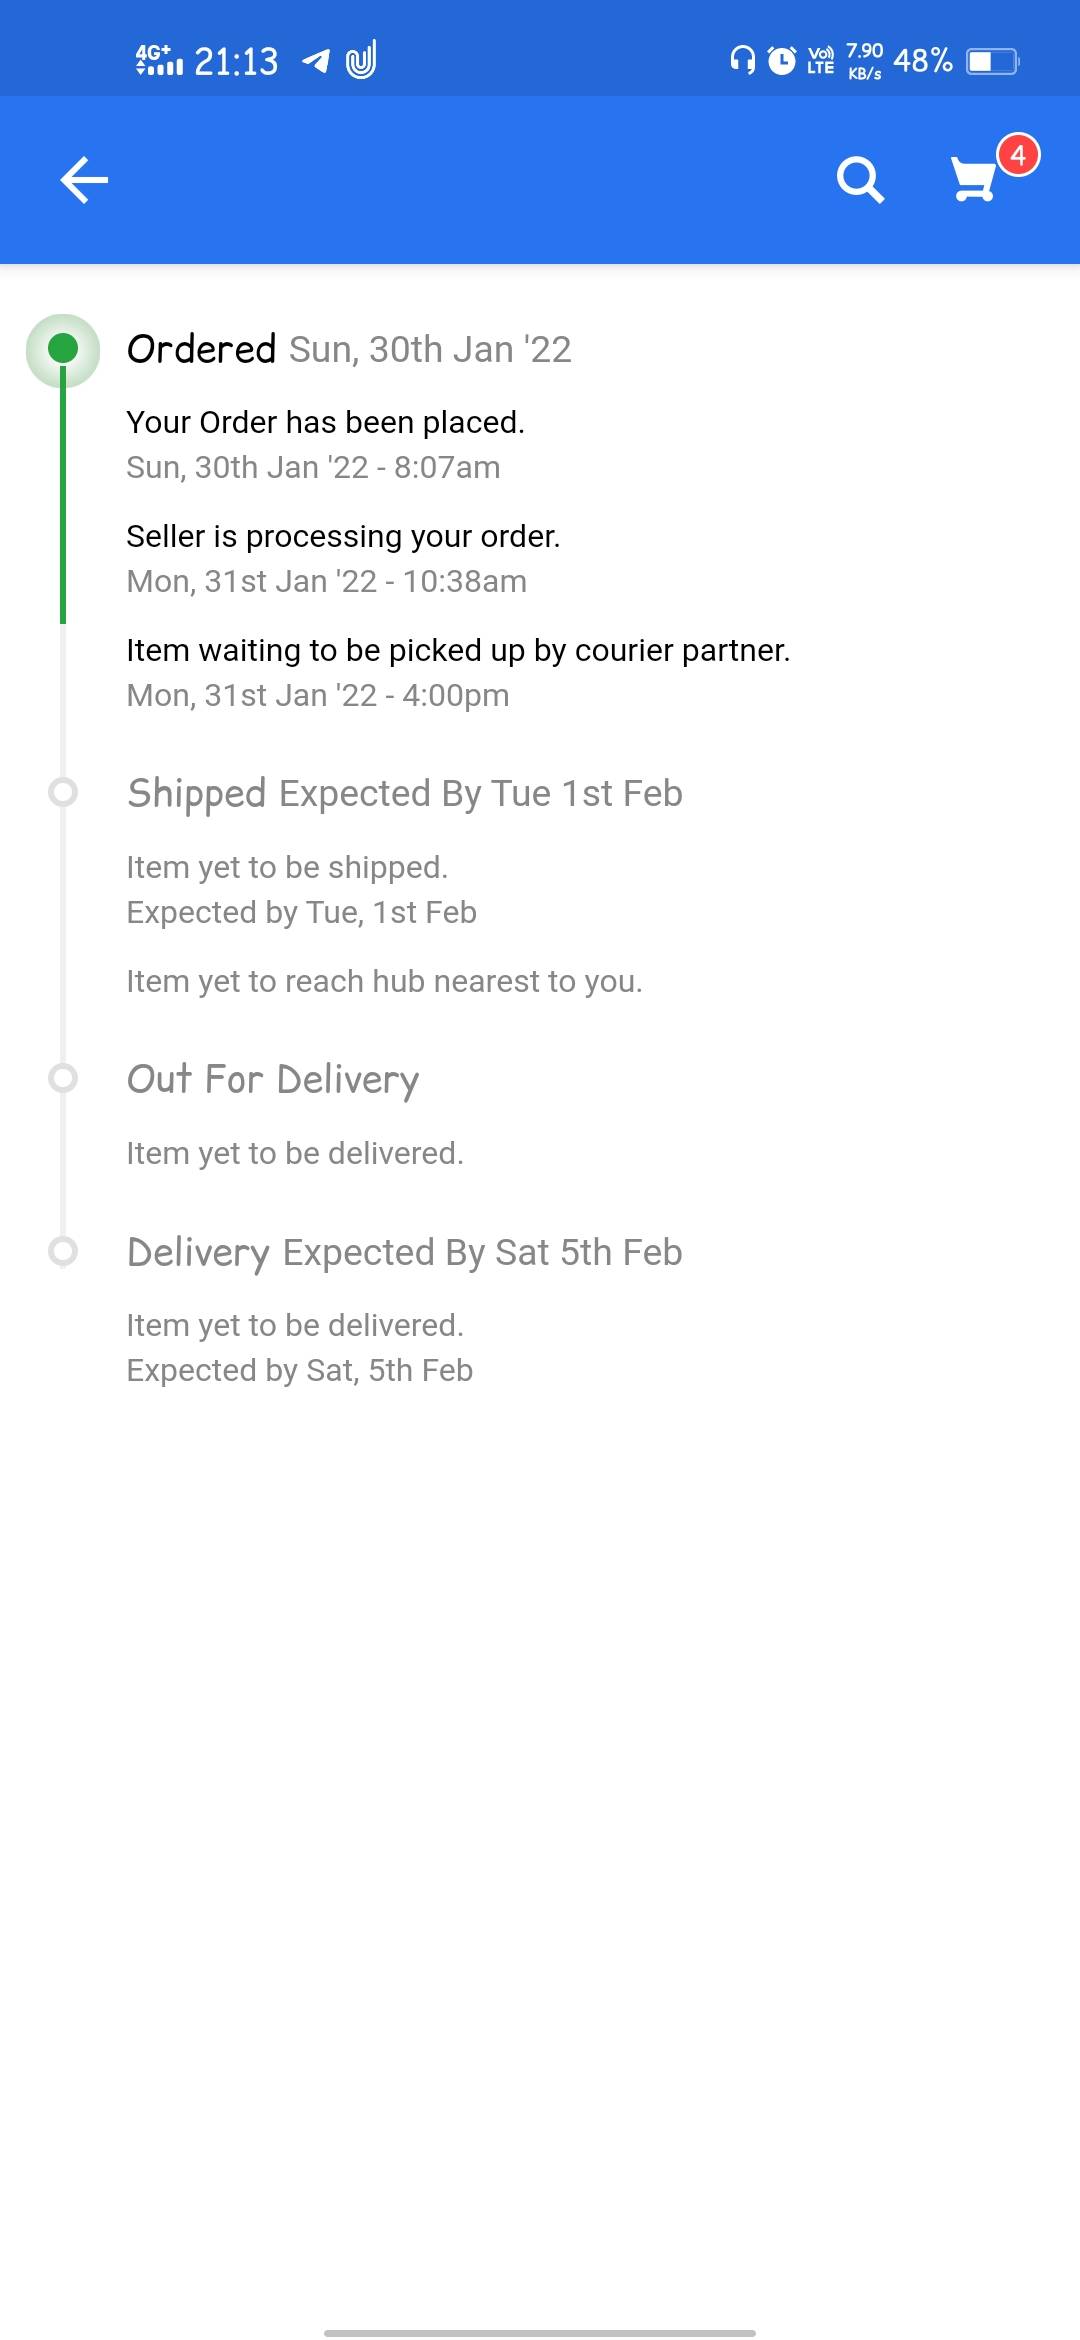 4G+ 21:13 Vo) LTE 7.90 KB/s 48%
4
Ordered Sun, 30th Jan '22
Your Order has been placed.
Sun, 30th Jan '22 - 8:07am
Seller is processing your order.
Mon, 31st Jan '22 - 10:38am
Item waiting to be picked up by courier partner.
Mon, 31st Jan '22 - 4:00pm
Shipped Expected By Tue 1st Feb
Item yet to be shipped.
Expected by Tue, 1st Feb
Item yet to reach hub nearest to you.
Out For Delivery
Item yet to be delivered.
Delivery Expected By Sat 5th Feb
Item yet to be delivered.
Expected by Sat, 5th Feb